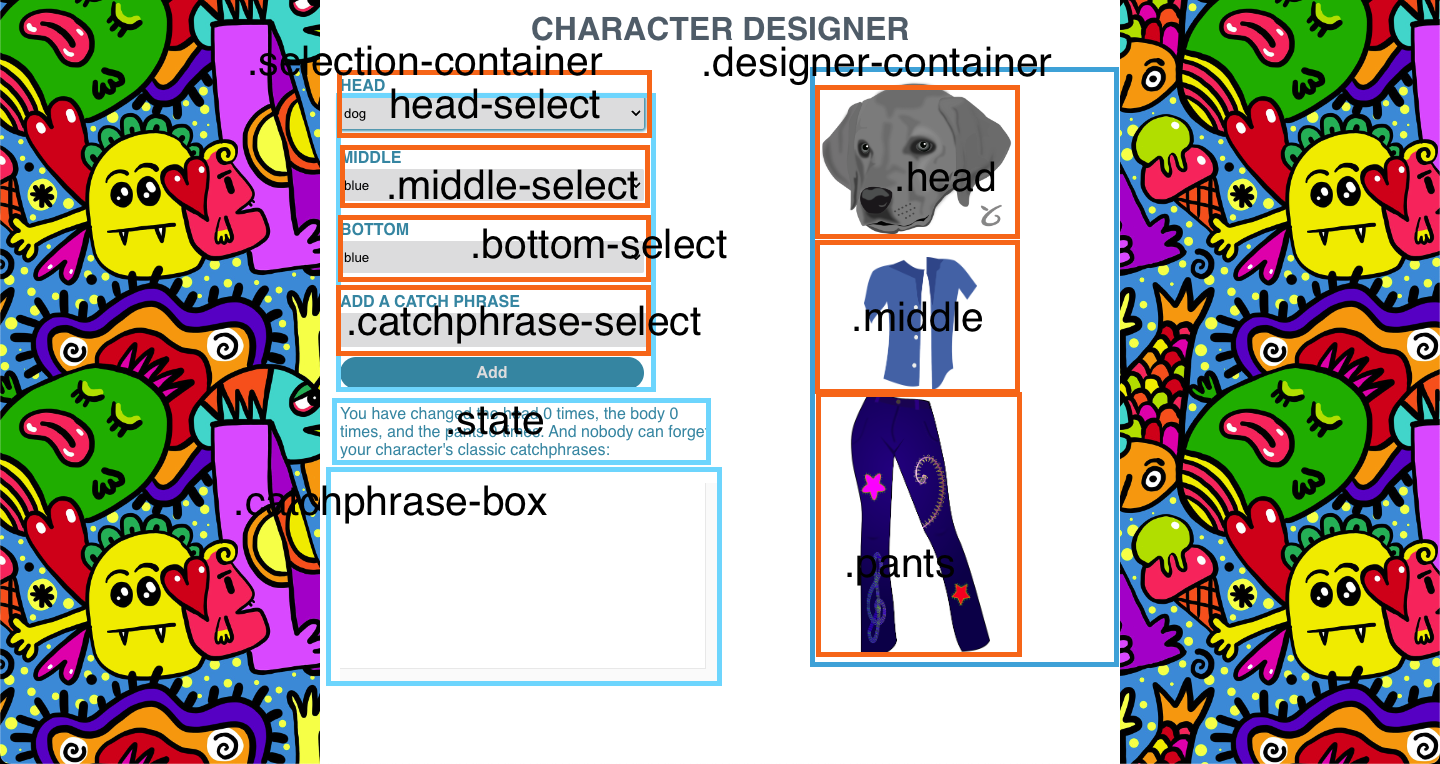 CHARACTER DESIGNER
.selection-container
.designer-container
HEAD
head-select
dog
MIDDLE
.middle-select
blue
BOTTOM
.bottom-select
blue
ADD A CATCH PHRASE
.catchphrase-select
Add
You have changed the head 0 times, the body 0
times, and the pants 0 times. And nobody can forget
your character's classic catchphrases:
.state
.catchphrase-box
.head
.middle
.pants